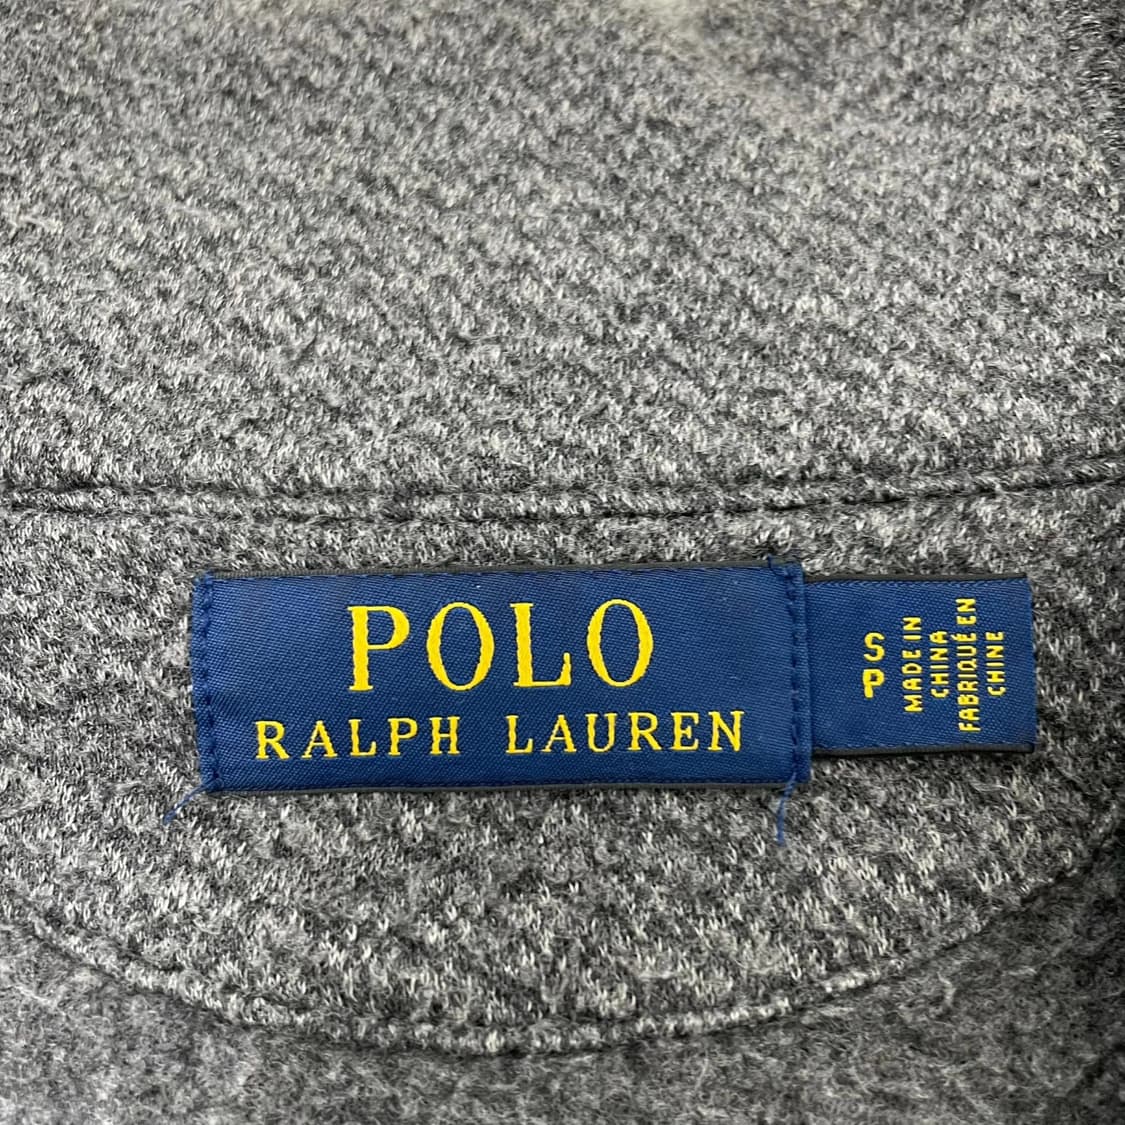 POLO
RALPH LAUREN
S
P
MADE IN
CHINA
FABRIQUÉ EN
CHINE